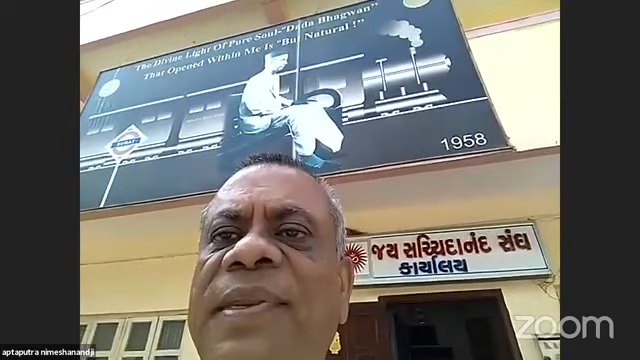 The Divine Light Of Pure Soul-"Dada Bhagwan"
That Opened Within Me Is "But Natural !"
SURAT
1958
જય સચ્ચિદાનંદ સંઘ
કાર્યાલય
zoom
aptaputra nimeshanandji